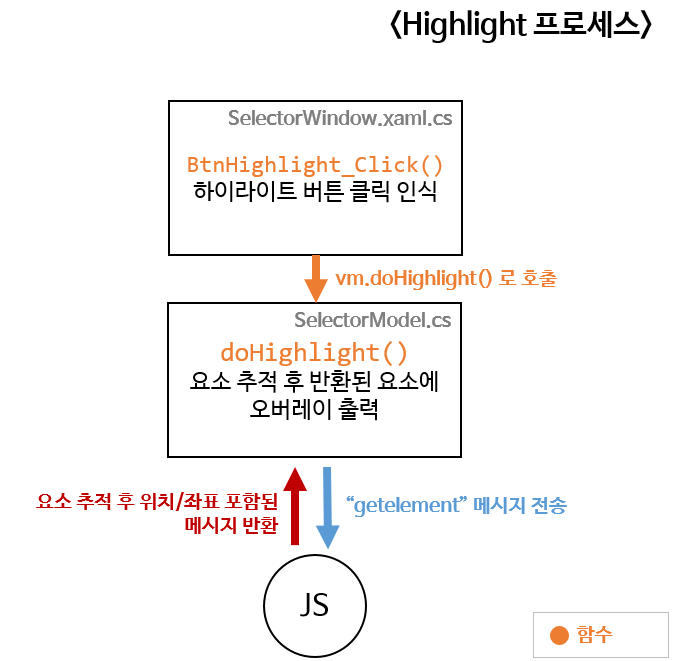 〈Highlight 프로세스〉
SelectorWindow.xaml.cs
BtnHighlight_Click()
하이라이트 버튼 클릭 인식
vm.doHighlight() 로 호출
SelectorModel.cs
doHighlight()
요소 추적 후 반환된 요소에
오버레이 출력
요소 추적 후 위치/좌표 포함된
메시지 반환
“getelement” 메시지 전송
JS
함수